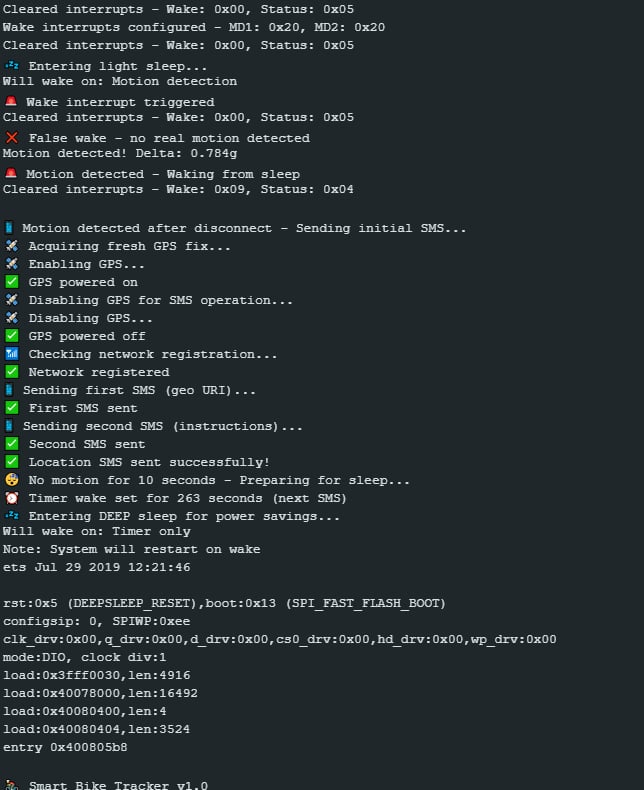 Cleared interrupts - Wake: 0x00, Status: 0x05
Wake interrupts configured - MD1: 0x20, MD2: 0x20
Cleared interrupts - Wake: 0x00, Status: 0x05
💤 Entering light sleep...
Will wake on: Motion detection
🚨 Wake interrupt triggered
Cleared interrupts - Wake: 0x00, Status: 0x05
❌ False wake - no real motion detected
Motion detected! Delta: 0.784g
🚨 Motion detected - Waking from sleep
Cleared interrupts - Wake: 0x09, Status: 0x04
📱 Motion detected after disconnect - Sending initial SMS...
🛰️ Acquiring fresh GPS fix...
🛰️ Enabling GPS...
✅ GPS powered on
🛰️ Disabling GPS for SMS operation...
🛰️ Disabling GPS...
✅ GPS powered off
📶 Checking network registration...
✅ Network registered
📱 Sending first SMS (geo URI)...
✅ First SMS sent
📱 Sending second SMS (instructions)...
✅ Second SMS sent
✅ Location SMS sent successfully!
😴 No motion for 10 seconds - Preparing for sleep...
⏰ Timer wake set for 263 seconds (next SMS)
💤 Entering DEEP sleep for power savings...
Will wake on: Timer only
Note: System will restart on wake
ets Jul 29 2019 12:21:46
rst:0x5 (DEEPSLEEP_RESET),boot:0x13 (SPI_FAST_FLASH_BOOT)
configsip: 0, SPIWP:0xee
clk_drv:0x00,q_drv:0x00,d_drv:0x00,cs0_drv:0x00,hd_drv:0x00,wp_drv:0x00
mode:DIO, clock div:1
load:0x3fff0030,len:4916
load:0x40078000,len:16492
load:0x40080400,len:4
load:0x40080404,len:3524
entry 0x400805b8
🚴 Smart Bike Tracker v1.0